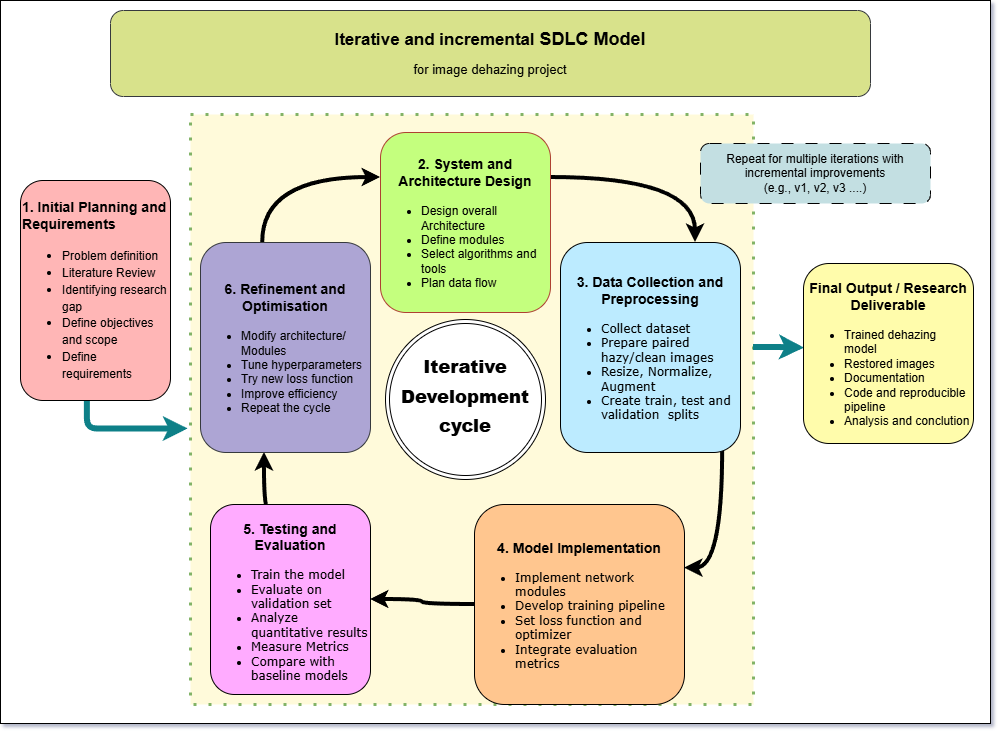 Iterative and incremental SDLC Model
for image dehazing project
1. Initial Planning and
Requirements
• Problem definition
• Literature Review
• Identifying research
gap
• Define objectives
and scope
• Define
requirements
2. System and
Architecture Design
• Design overall
Architecture
• Define modules
• Select algorithms and
tools
• Plan data flow
Repeat for multiple iterations with
incremental improvements
(e.g., v1, v2, v3 ....)
3. Data Collection and
Preprocessing
• Collect dataset
• Prepare paired
hazy/clean images
• Resize, Normalize,
Augment
• Create train, test and
validation splits
4. Model Implementation
• Implement network
modules
• Develop training pipeline
• Set loss function and
optimizer
• Integrate evaluation
metrics
5. Testing and
Evaluation
• Train the model
• Evaluate on
validation set
• Analyze
quantitative results
• Measure Metrics
• Compare with
baseline models
6. Refinement and
Optimisation
• Modify architecture/
Modules
• Tune hyperparameters
• Try new loss function
• Improve efficiency
• Repeat the cycle
Iterative
Development
cycle
Final Output / Research
Deliverable
• Trained dehazing
model
• Restored images
• Documentation
• Code and reproducible
pipeline
• Analysis and conclution